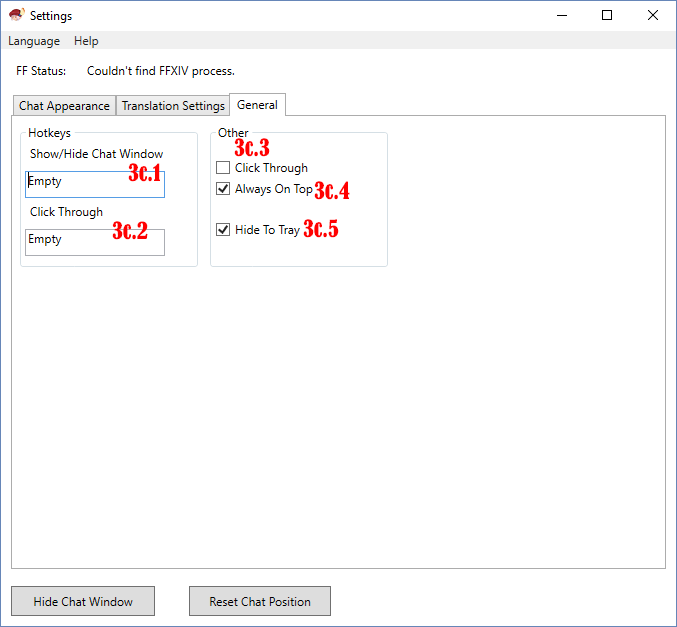 Settings
Language Help
FF Status: Couldn't find FFXIV process.
Chat Appearance Translation Settings General
Hotkeys
Show/Hide Chat Window
3c.1
Empty
Click Through
3c.2
Empty
Other
3c.3
Click Through
Always On Top 3c.4
Hide To Tray 3c.5
Hide Chat Window Reset Chat Position